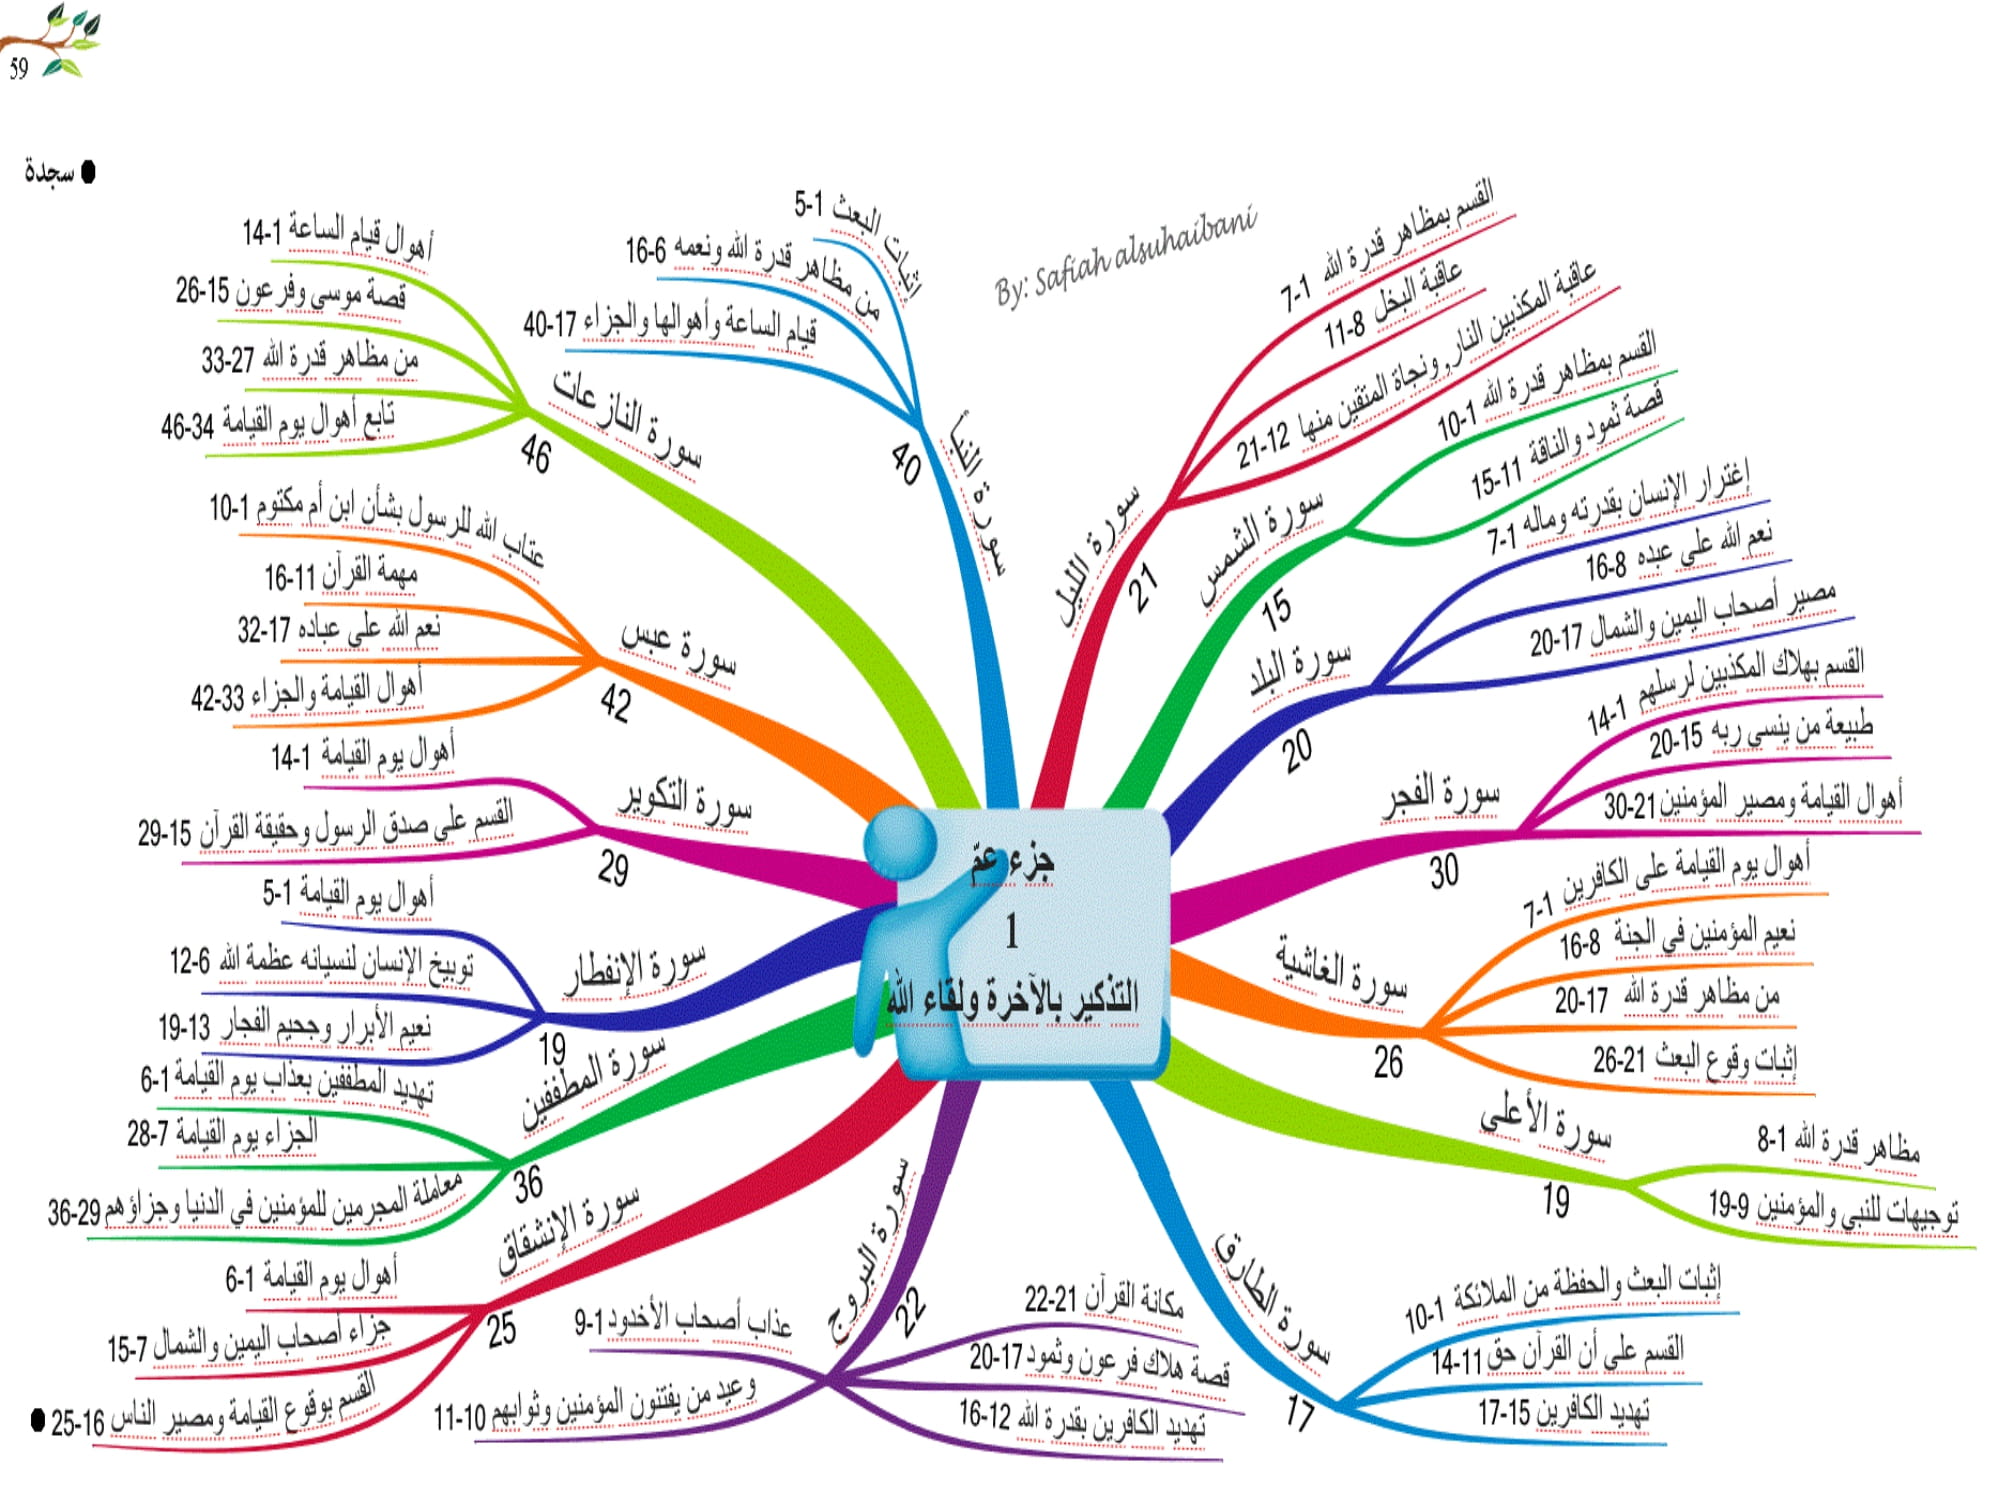 59
● سجدة
By: Safiah alsuhaibani
جزء عمّ
1
التذكير بالآخرة ولقاء الله
سورة النبأ
40
إثبات البعث 1-5
من مظاهر قدرة الله ونعمه 6-16
قيام الساعة وأهوالها والجزاء 17-40
سورة النازعات
46
أهوال قيام الساعة 1-14
قصة موسى وفرعون 15-26
من مظاهر قدرة الله 27-33
تابع أهوال يوم القيامة 34-46
سورة عبس
42
عتاب الله للرسول بشأن ابن أم مكتوم 1-10
مهمة القرآن 11-16
نعم الله على عباده 17-32
أهوال القيامة والجزاء 33-42
سورة التكوير
29
أهوال يوم القيامة 1-14
القسم على صدق الرسول وحقيقة القرآن 15-29
سورة الإنفطار
19
أهوال يوم القيامة 1-5
توبيخ الإنسان لنسيانه عظمة الله 6-12
نعيم الأبرار وجحيم الفجار 13-19
سورة المطففين
36
تهديد المطففين بعذاب يوم القيامة 1-6
الجزاء يوم القيامة 7-28
معاملة المجرمين للمؤمنين في الدنيا وجزاؤهم 29-36
سورة الإنشقاق
25
أهوال يوم القيامة 1-6
جزاء أصحاب اليمين والشمال 7-15
القسم بوقوع القيامة ومصير الناس 16-25 ●
سورة البروج
22
عذاب أصحاب الأخدود 1-9
وعيد من يفتنون المؤمنين وثوابهم 10-11
تهديد الكافرين بقدرة الله 12-16
قصة هلاك فرعون وثمود 17-20
مكانة القرآن 21-22
سورة الطارق
17
إثبات البعث والحفظة من الملائكة 1-10
القسم على أن القرآن حق 11-14
تهديد الكافرين 15-17
سورة الأعلى
19
مظاهر قدرة الله 1-8
توجيهات للنبي والمؤمنين 9-19
سورة الغاشية
26
أهوال يوم القيامة على الكافرين 1-7
نعيم المؤمنين في الجنة 8-16
من مظاهر قدرة الله 17-20
إثبات وقوع البعث 21-26
سورة الفجر
30
القسم بهلاك المكذبين لرسلهم 1-14
طبيعة من ينسى ربه 15-20
أهوال القيامة ومصير المؤمنين 21-30
سورة البلد
20
إغترار الإنسان بقدرته وماله 1-7
نعم الله على عبده 8-16
مصير أصحاب اليمين والشمال 17-20
سورة الشمس
15
القسم بمظاهر قدرة الله 1-10
قصة ثمود والناقة 11-15
سورة الليل
21
القسم بمظاهر قدرة الله 1-7
عاقبة البخل 8-11
عاقبة المكذبين النار, ونجاة المتقين منها 12-21